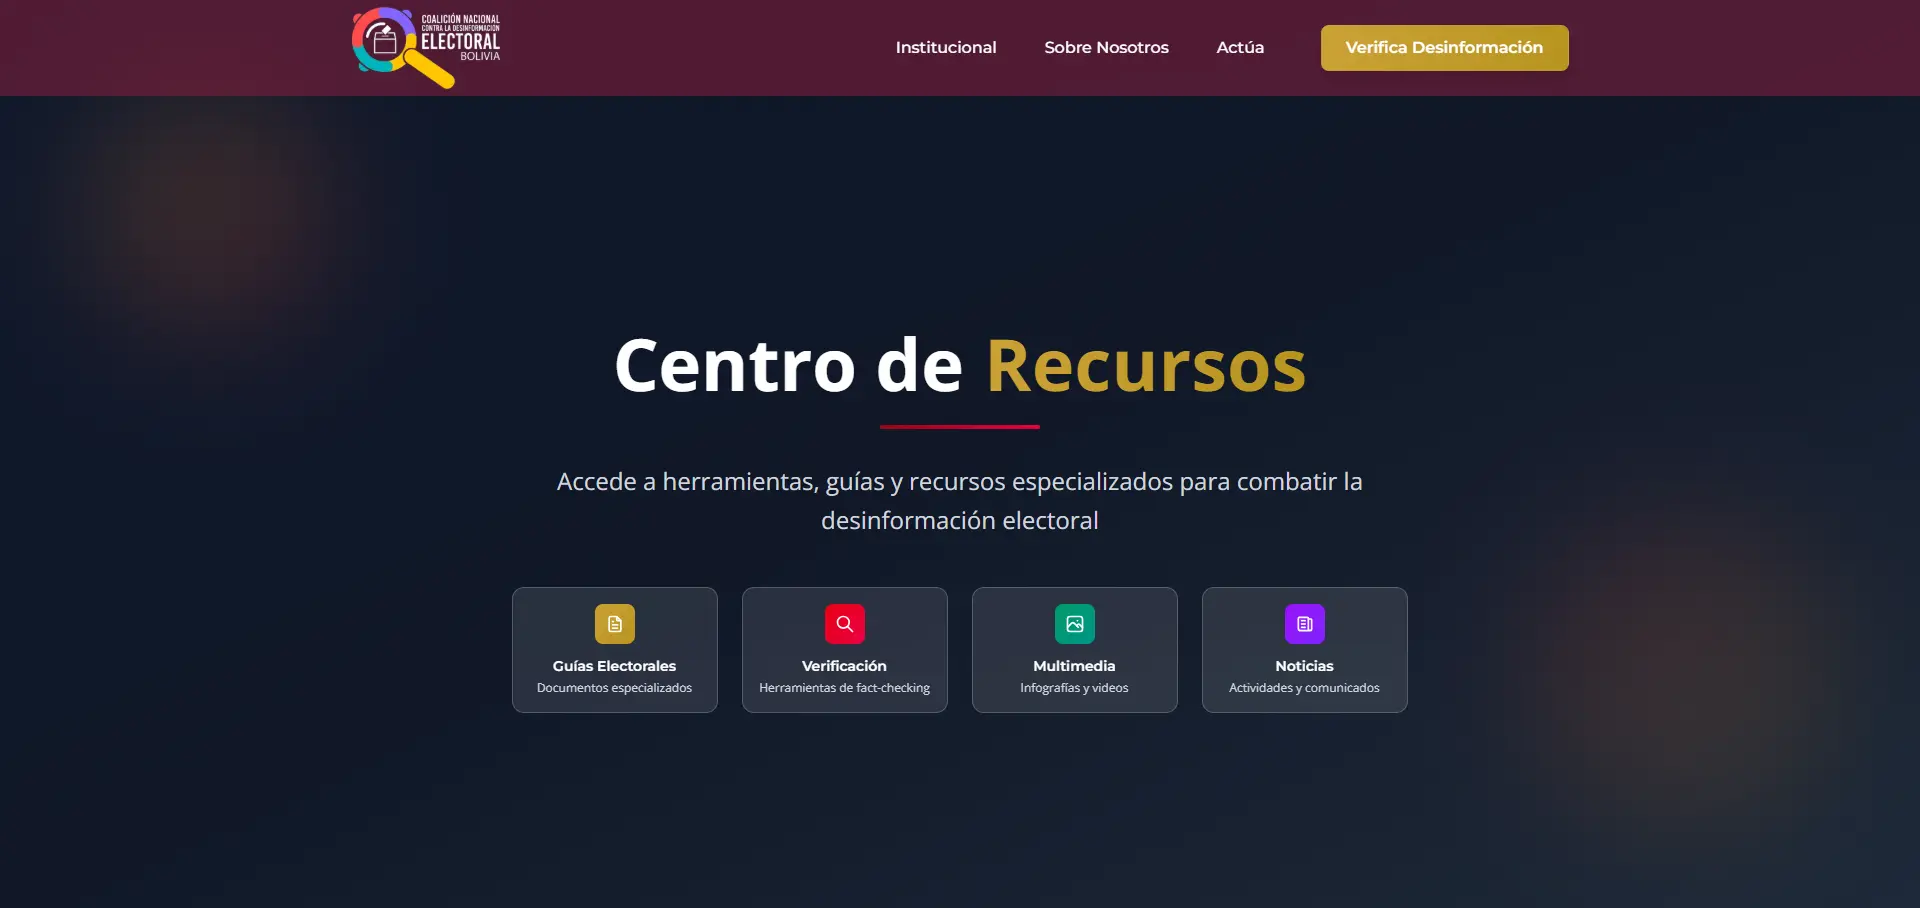 COALICIÓN NACIONAL
CONTRA LA DESINFORMACIÓN
ELECTORAL
BOLIVIA
Institucional
Sobre Nosotros
Actúa
Verifica Desinformación
Centro de Recursos
Accede a herramientas, guías y recursos especializados para combatir la
desinformación electoral
Guías Electorales
Documentos especializados
Verificación
Herramientas de fact-checking
Multimedia
Infografías y videos
Noticias
Actividades y comunicados